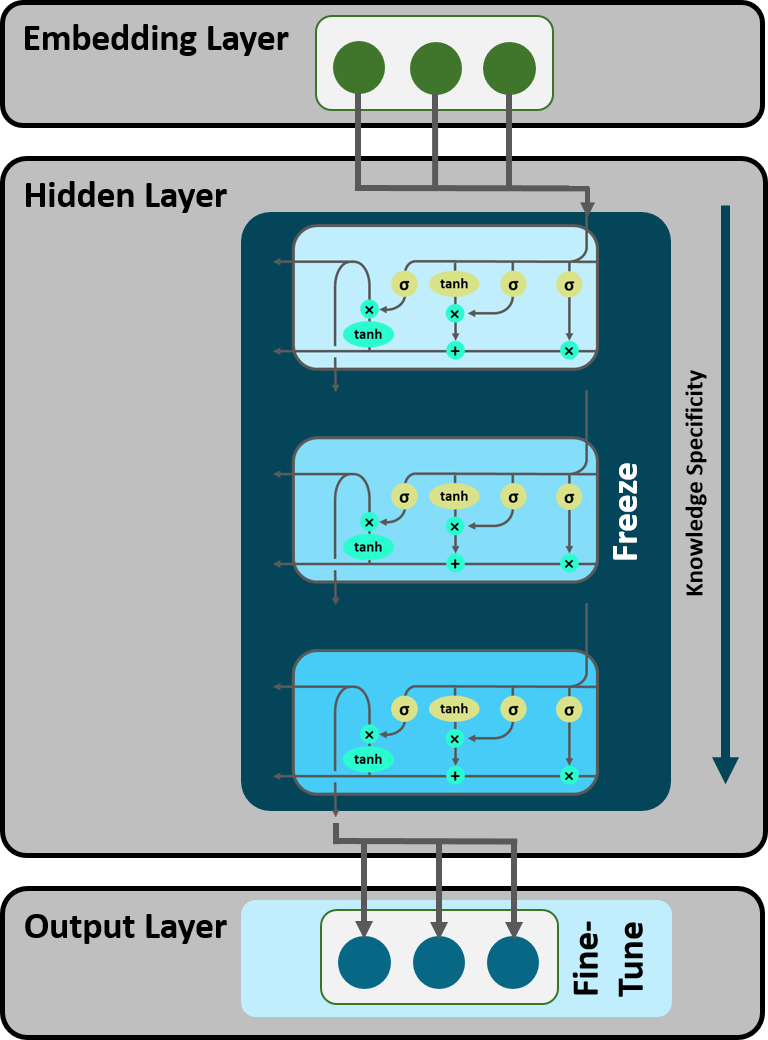 Embedding Layer
Hidden Layer
σ tanh σ σ
×
×
tanh
+ ×
σ tanh σ σ
×
×
tanh
+ ×
σ tanh σ σ
×
×
tanh
+ ×
Freeze
Knowledge Specificity
Output Layer
Fine-
Tune